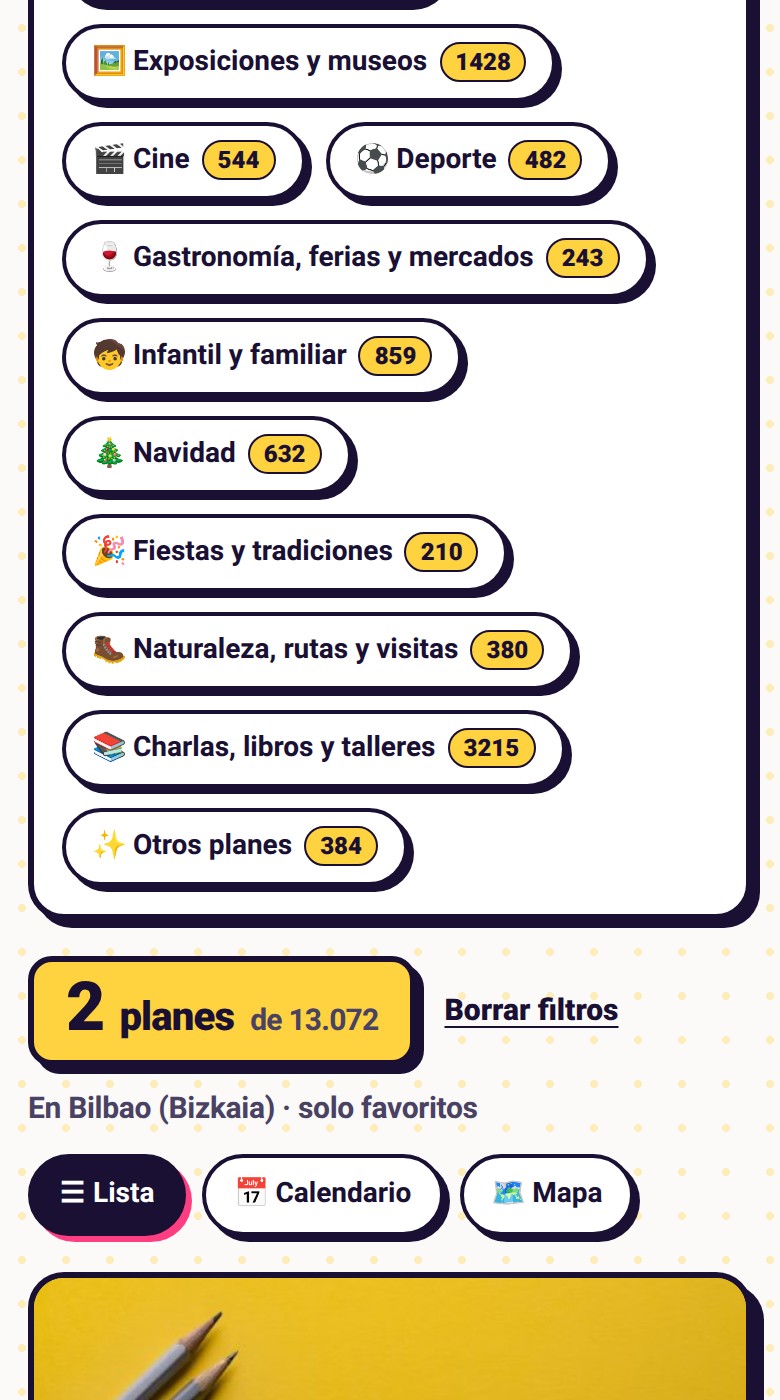 Exposiciones y museos 1428
Cine 544 Deporte 482
Gastronomía, ferias y mercados 243
Infantil y familiar 859
Navidad 632
Fiestas y tradiciones 210
Naturaleza, rutas y visitas 380
Charlas, libros y talleres 3215
Otros planes 384
2 planes de 13.072 Borrar filtros
En Bilbao (Bizkaia) · solo favoritos
☰ Lista Calendario Mapa